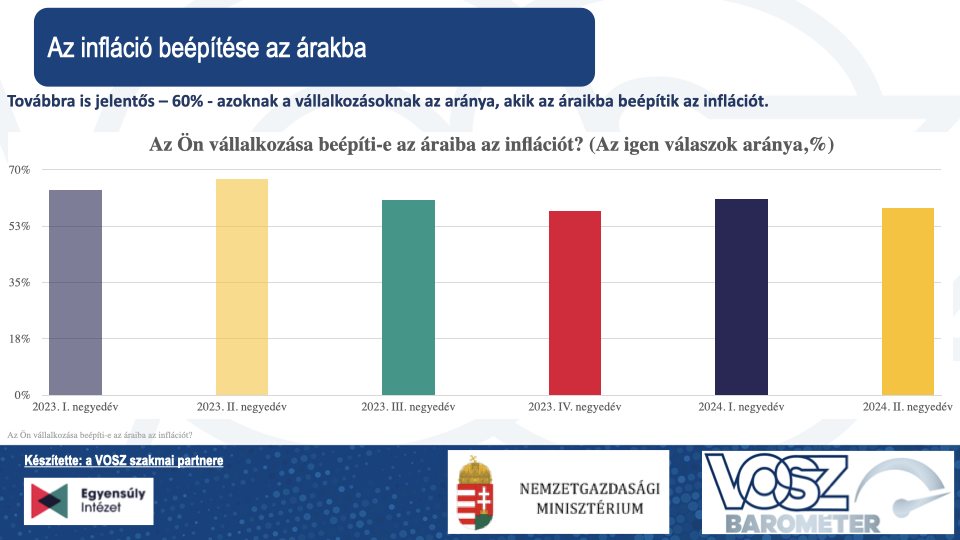 Az infláció beépítése az árakba
Továbbra is jelentős – 60% - azoknak a vállalkozásoknak az aránya, akik az áraikba beépítik az inflációt.
Az Ön vállalkozása beépíti-e az áraiba az inflációt? (Az igen válaszok aránya,%)
70%
53%
35%
18%
0%
2023. I. negyedév
2023. II. negyedév
2023. III. negyedév
2023. IV. negyedév
2024. I. negyedév
2024. II. negyedév
Az Ön vállalkozása beépíti-e az áraiba az inflációt?
Készítette: a VOSZ szakmai partnere
Egyensúly
Intézet
NEMZETGAZDASÁGI
MINISZTÉRIUM
VOSZ
BAROMETER